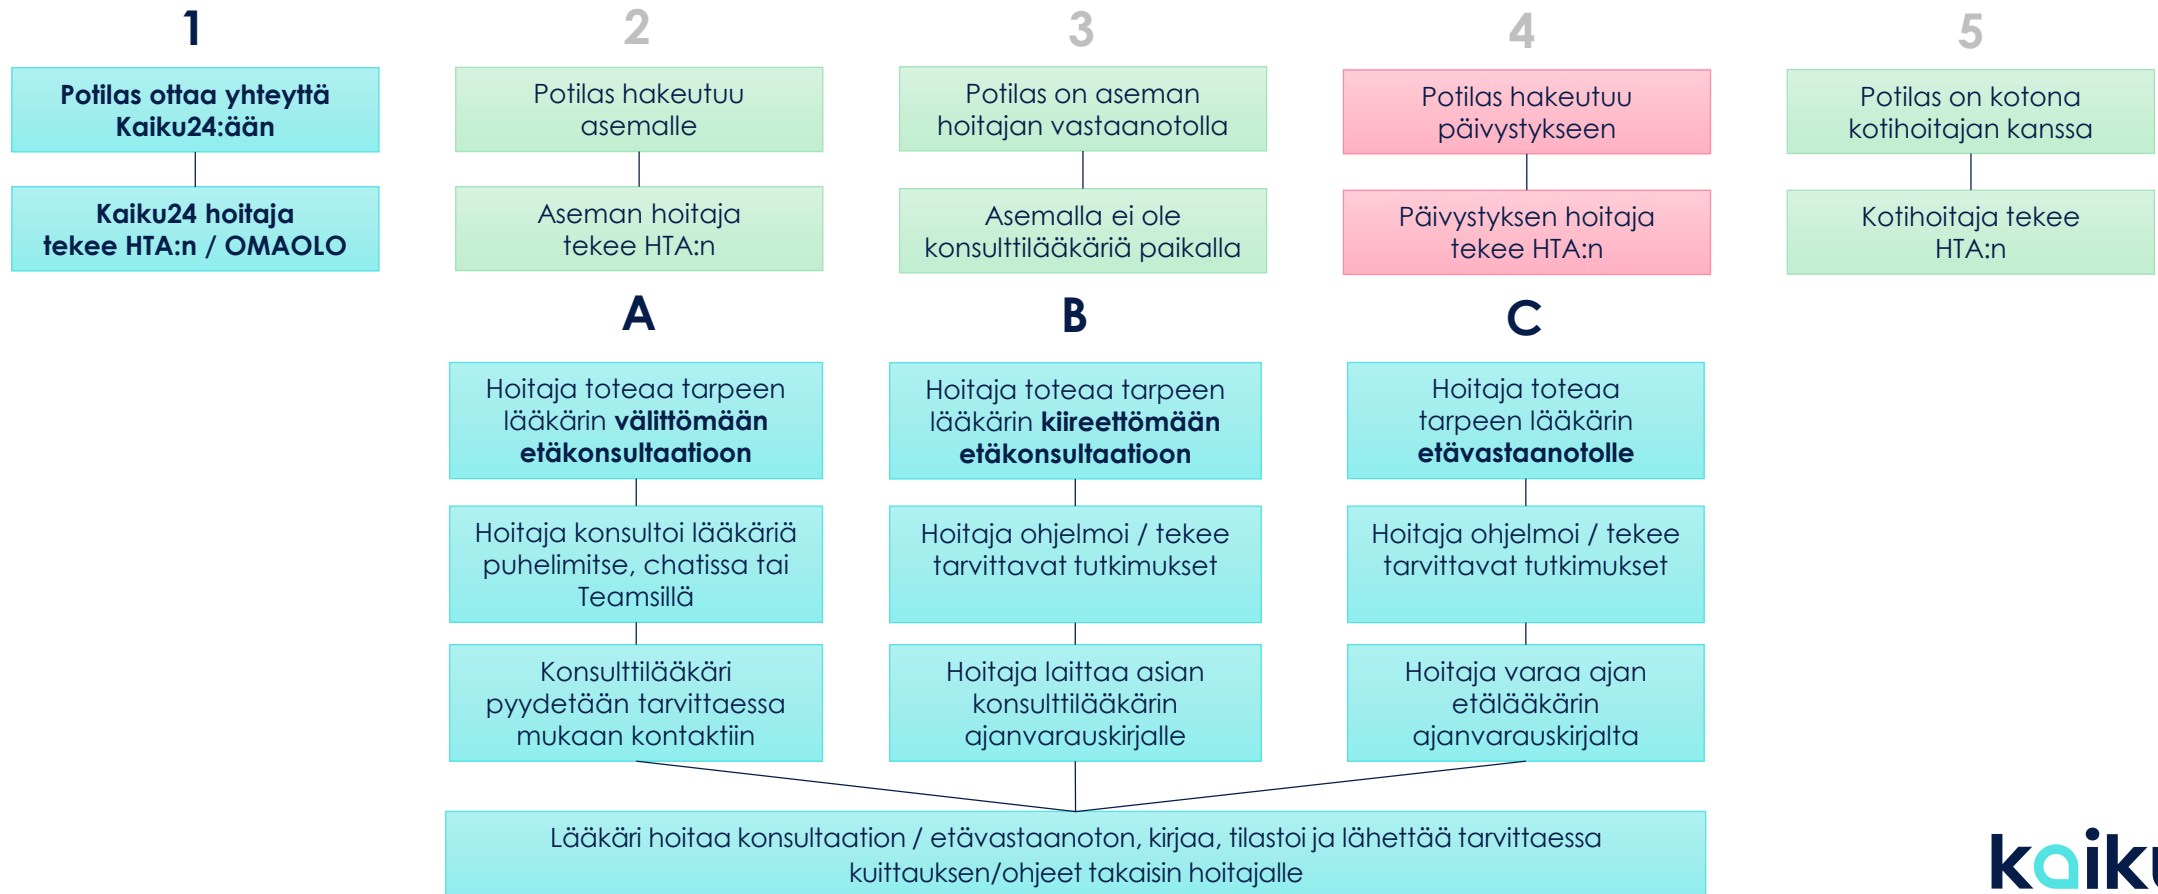 1
2
3
4
5
Potilas ottaa yhteyttä
Kaiku24:ään
Potilas hakeutuu
asemalle
Potilas on aseman
hoitajan vastaanotolla
Potilas hakeutuu
päivystykseen
Potilas on kotona
kotihoitajan kanssa
Kaiku24 hoitaja
tekee HTA:n / OMAOLO
Aseman hoitaja
tekee HTA:n
Asemalla ei ole
konsulttilääkäriä paikalla
Päivystyksen hoitaja
tekee HTA:n
Kotihoitaja tekee
HTA:n
A
B
C
Hoitaja toteaa tarpeen
lääkärin välittömään
etäkonsultaatioon
Hoitaja toteaa tarpeen
lääkärin kiireettömään
etäkonsultaatioon
Hoitaja toteaa
tarpeen lääkärin
etävastaanotolle
Hoitaja konsultoi lääkäriä
puhelimitse, chatissa tai
Teamsillä
Hoitaja ohjelmoi / tekee
tarvittavat tutkimukset
Hoitaja ohjelmoi / tekee
tarvittavat tutkimukset
Konsulttilääkäri
pyydetään tarvittaessa
mukaan kontaktiin
Hoitaja laittaa asian
konsulttilääkärin
ajanvarauskirjalle
Hoitaja varaa ajan
etälääkärin
ajanvarauskirjalta
Lääkäri hoitaa konsultaation / etävastaanoton, kirjaa, tilastoi ja lähettää tarvittaessa
kuittauksen/ohjeet takaisin hoitajalle
kaiku